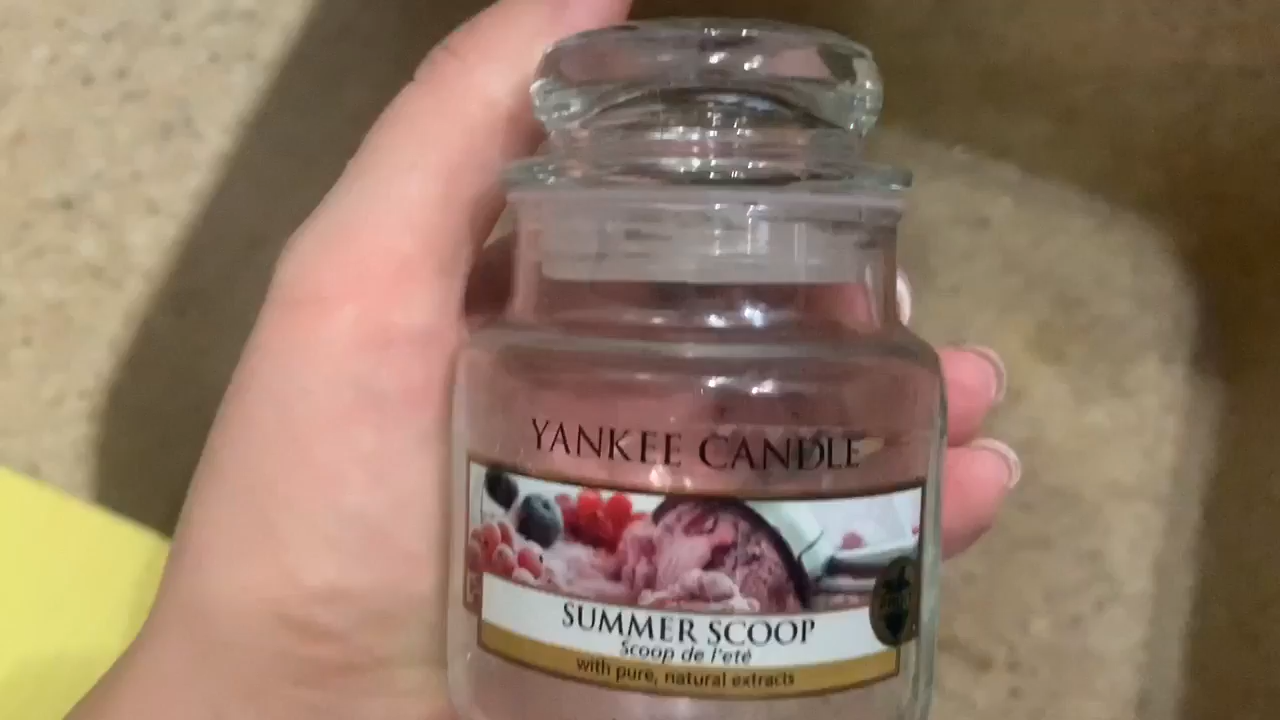 YANKEE CANDLE
SUMMER SCOOP
Scoop de l'eté
with pure, natural extracts